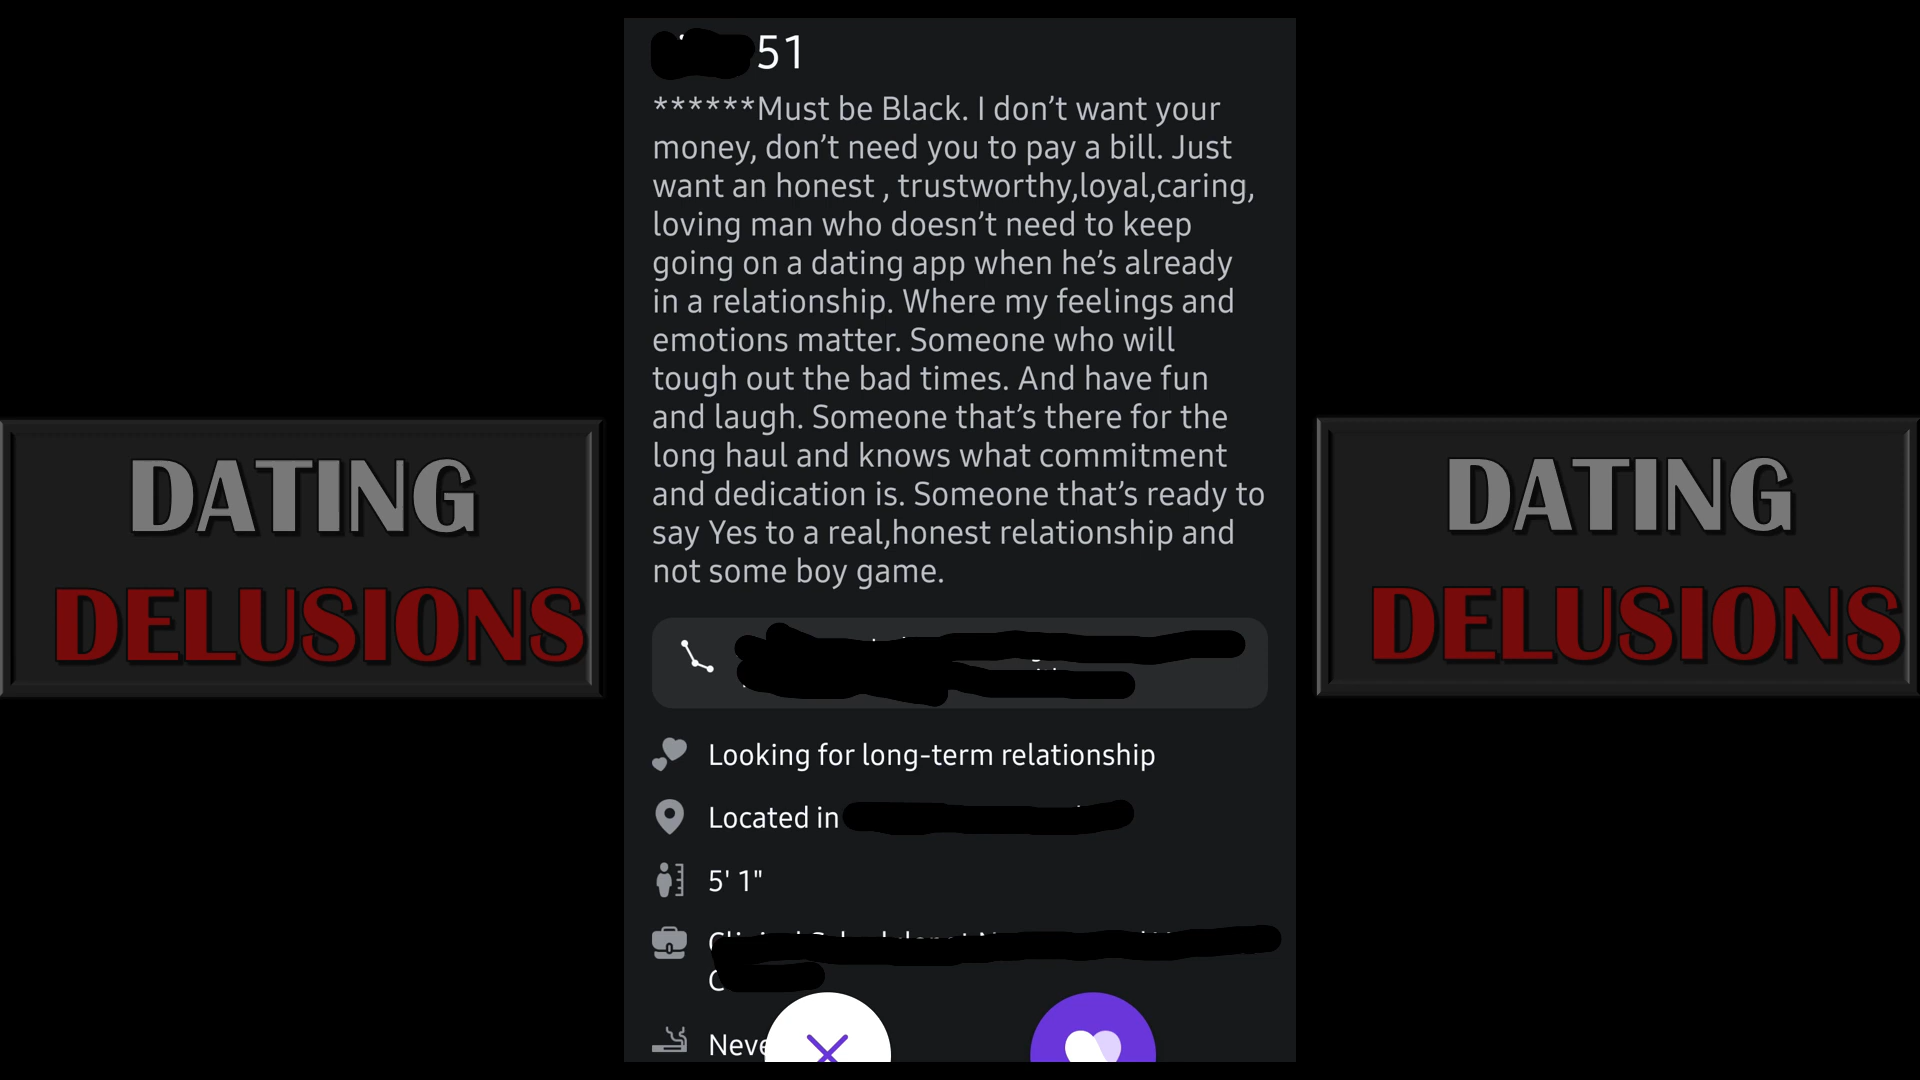 51
******Must be Black. I don't want your
money, don't need you to pay a bill. Just
want an honest , trustworthy,loyal,caring,
loving man who doesn't need to keep
going on a dating app when he's already
in a relationship. Where my feelings and
emotions matter. Someone who will
tough out the bad times. And have fun
and laugh. Someone that's there for the
long haul and knows what commitment
and dedication is. Someone that's ready to
say Yes to a real,honest relationship and
not some boy game.
Looking for long-term relationship
Located in
5' 1"
DATING
DELUSIONS
DATING
DELUSIONS